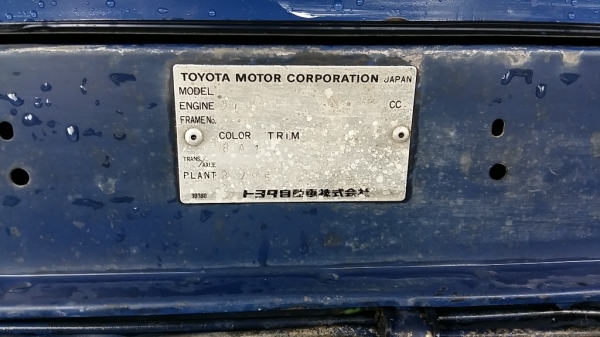 TOYOTA MOTOR CORPORATION JAPAN
MODEL
ENGINE CC
FRAME No.
COLOR TRIM
8A1
TRANS./AXLE
PLANT
トヨタ自動車株式会社